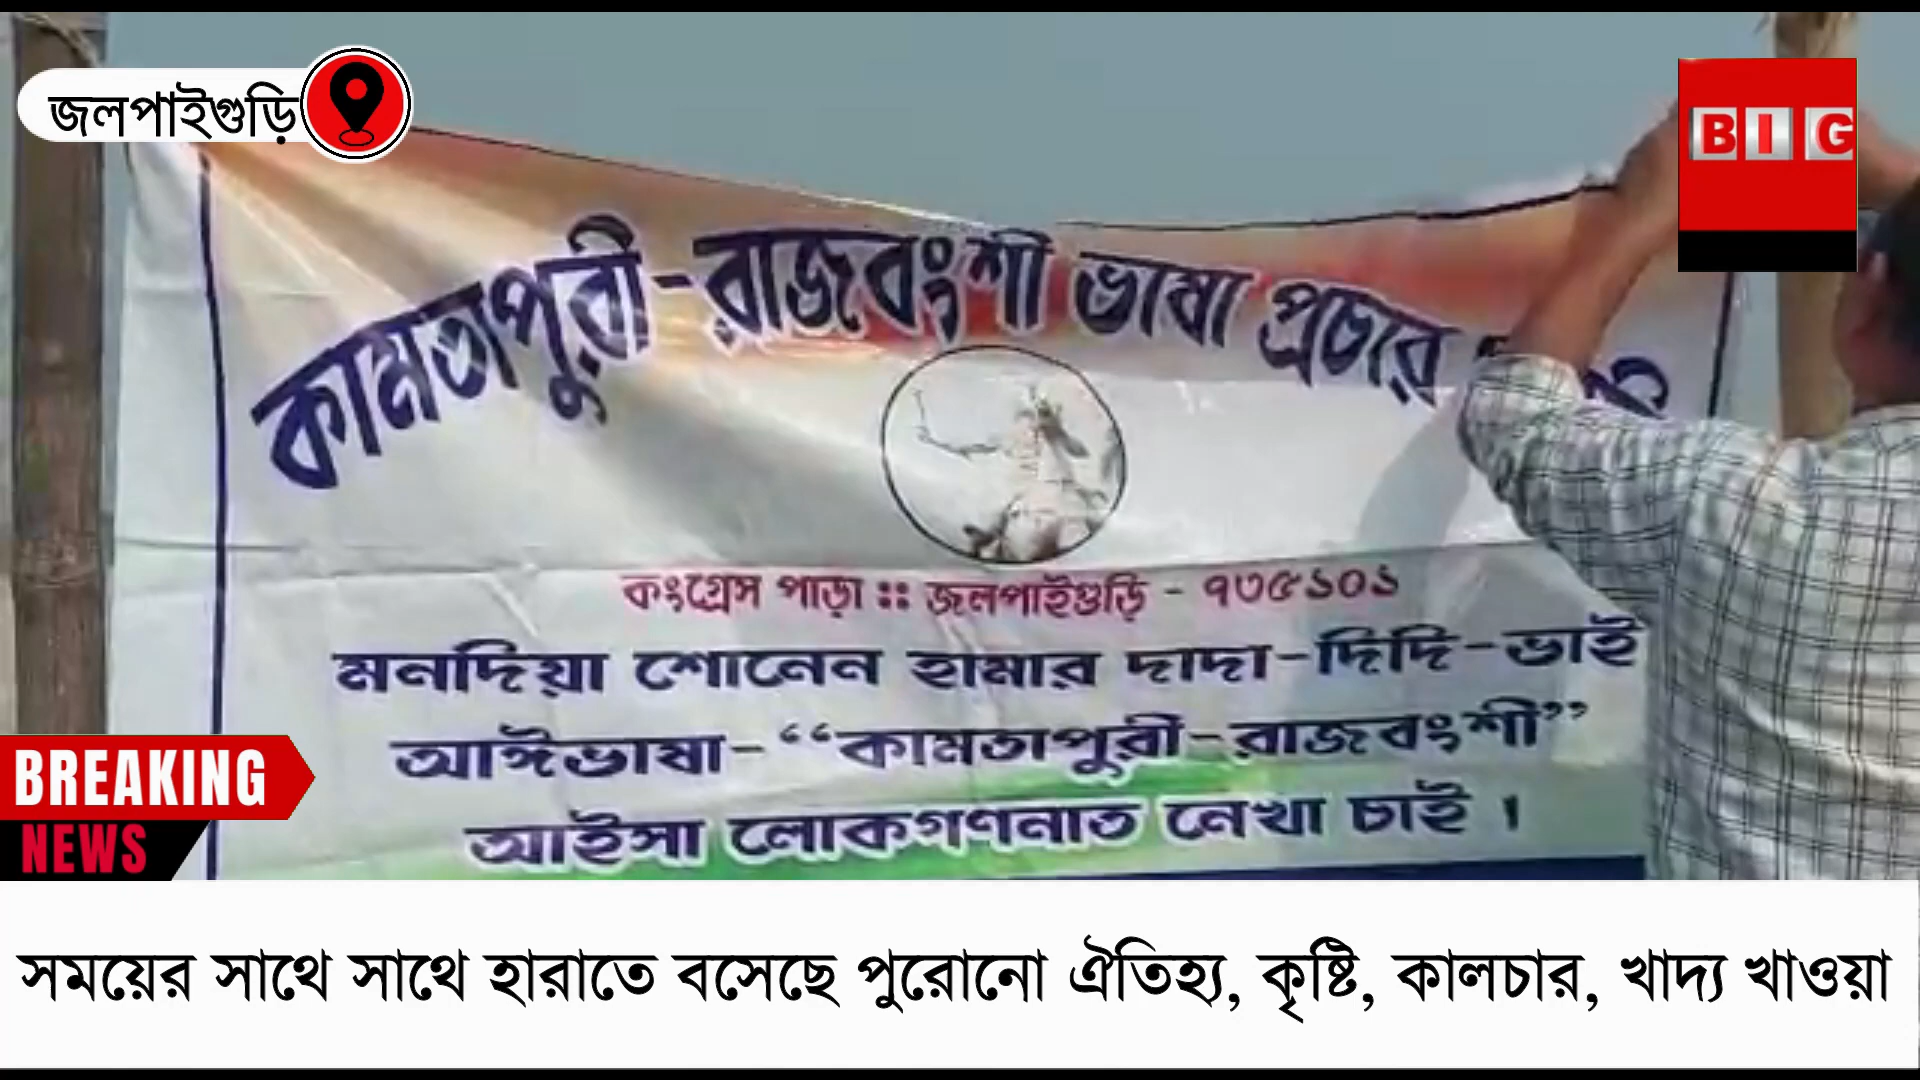 জলপাইগুড়ি
BIG
কামতাপুরী-রাজবংশী ভাষা প্রচার
কংগ্রেস পাড়া :: জলপাইগুড়ি - ৭৩৫১০১
মনদিয়া শোনেন হামার দাদা-দিদি-ভাই
আঈভাষা-“কামতাপুরী-রাজবংশী”
আইসা লোকগণনাত নেখা চাই ।
BREAKING
NEWS
সময়ের সাথে সাথে হারাতে বসেছে পুরোনো ঐতিহ্য, কৃষ্টি, কালচার, খাদ্য খাওয়া